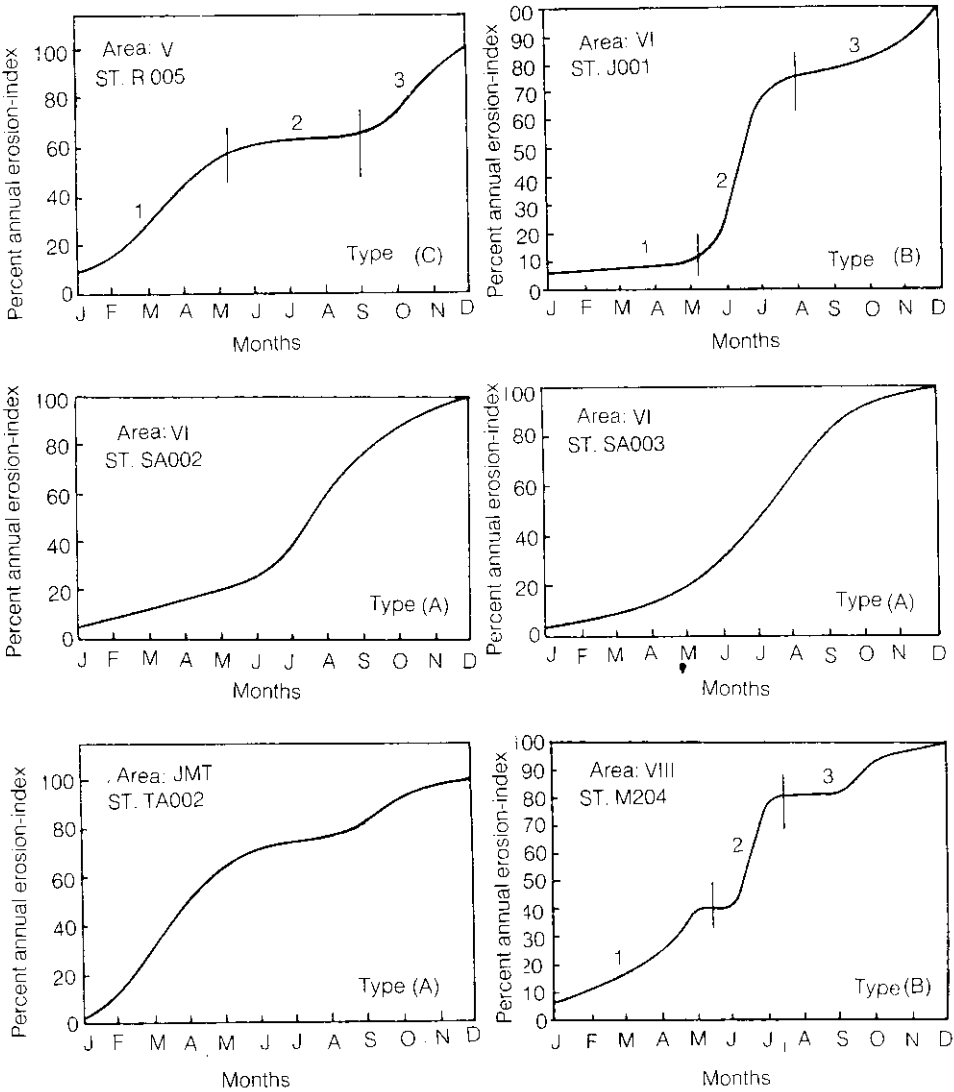 Percent annual erosion-index
100
80
60
40
20
0
Area: V
ST. R 005
1
2
3
Type (C)
J F M A M J J A S O N D
Months
Percent annual erosion-index
00
90
80
70
60
50
40
30
20
10
0
Area: VI
ST. J001
1
2
3
Type (B)
J F M A M J J A S O N D
Months
Percent annual erosion-index
100
80
60
40
20
0
Area: VI
ST. SA002
Type (A)
J F M A M J J A S O N D
Months
Percent annual erosion-index
100
80
60
40
20
0
Area: VI
ST. SA003
Type (A)
J F M A M J J A S O N D
Months
Percent annual erosion-index
100
80
60
40
20
0
Area: JMT
ST. TA002
Type (A)
J F M A M J J A S O N D
Months
Percent annual erosion-index
100
90
80
70
60
50
40
30
20
10
0
Area: VIII
ST. M204
1
2
3
Type (B)
J F M A M J J A S O N D
Months